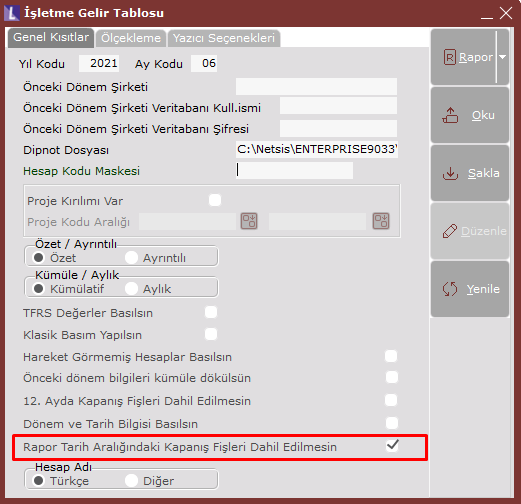 İşletme Gelir Tablosu
Genel Kısıtlar Ölçekleme Yazıcı Seçenekleri
Yıl Kodu 2021 Ay Kodu 06
Önceki Dönem Şirketi
Önceki Dönem Şirketi Veritabanı Kull.ismi
Önceki Dönem Şirketi Veritabanı Şifresi
Dipnot Dosyası C:\Netsis\ENTERPRISE9033\
Hesap Kodu Maskesi
Proje Kırılımı Var
Proje Kodu Aralığı
Özet / Ayrıntılı
Özet Ayrıntılı
Kümüle / Aylık
Kümülatif Aylık
TFRS Değerler Basılsın
Klasik Basım Yapılsın
Hareket Görmemiş Hesaplar Basılsın
Önceki dönem bilgileri kümüle dökülsün
12. Ayda Kapanış Fişleri Dahil Edilmesin
Dönem ve Tarih Bilgisi Basılsın
Rapor Tarih Aralığındaki Kapanış Fişleri Dahil Edilmesin
Hesap Adı
Türkçe Diğer
Rapor
Oku
Sakla
Düzenle
Yenile